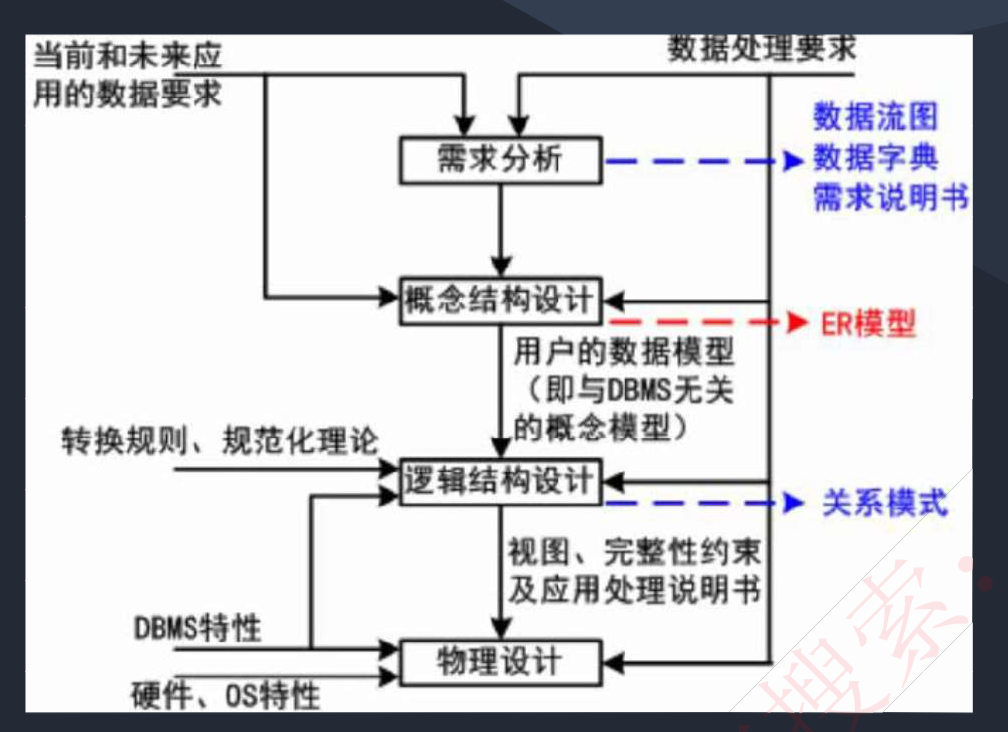 当前和未来应
用的数据要求
数据处理要求
数据流图
数据字典
需求说明书
需求分析
概念结构设计
ER模型
用户的数据模型
（即与DBMS无关
的概念模型）
转换规则、规范化理论
逻辑结构设计
关系模式
视图、完整性约束
及应用处理说明书
DBMS特性
物理设计
硬件、OS特性
搜索